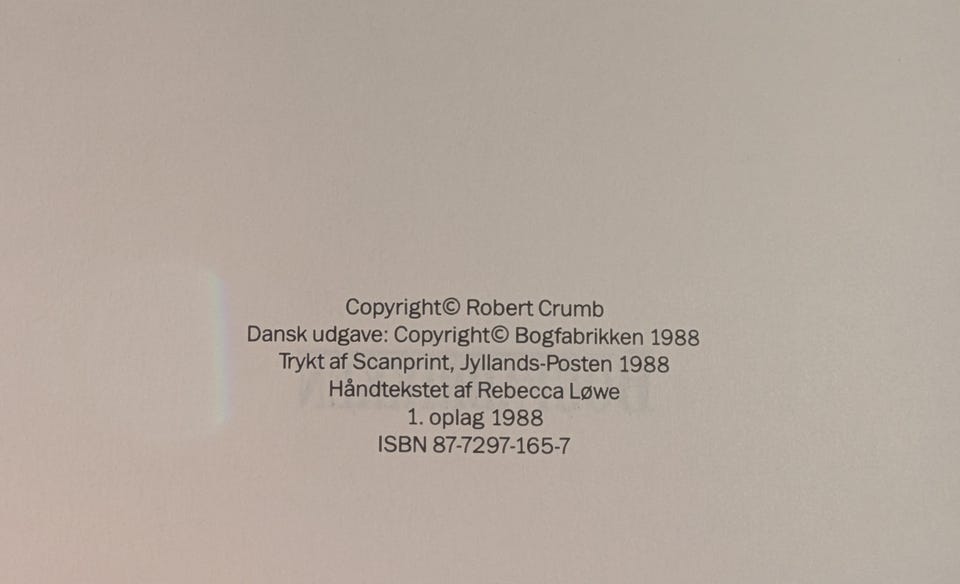 Copyright© Robert Crumb
Dansk udgave: Copyright© Bogfabrikken 1988
Trykt af Scanprint, Jyllands-Posten 1988
Håndtekstet af Rebecca Løwe
1. oplag 1988
ISBN 87-7297-165-7